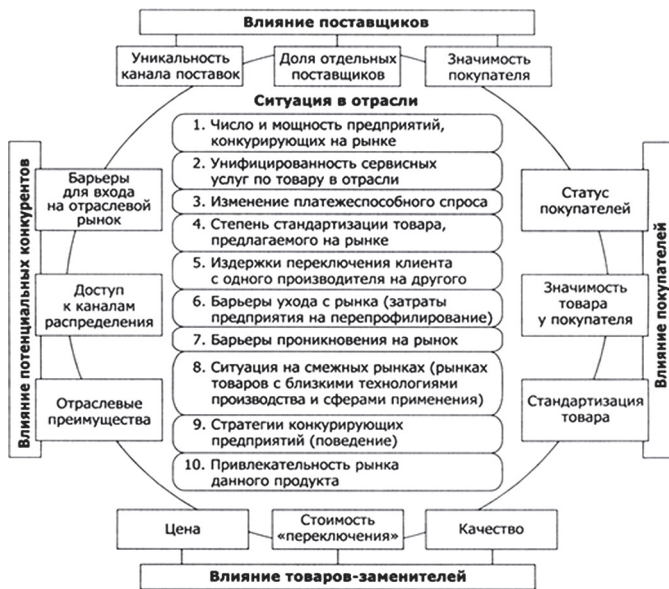 Влияние поставщиков
Уникальность
канала поставок
Доля отдельных
поставщиков
Значимость
покупателя
Ситуация в отрасли
1. Число и мощность предприятий,
конкурирующих на рынке
2. Унифицированность сервисных
услуг по товару в отрасли
3. Изменение платежеспособного спроса
4. Степень стандартизации товара,
предлагаемого на рынке
5. Издержки переключения клиента
с одного производителя на другого
6. Барьеры ухода с рынка (затраты
предприятия на перепрофилирование)
7. Барьеры проникновения на рынок
8. Ситуация на смежных рынках (рынках
товаров с близкими технологиями
производства и сферами применения)
9. Стратегии конкурирующих
предприятий (поведение)
10. Привлекательность рынка
данного продукта
Влияние потенциальных конкурентов
Барьеры
для входа
на отраслевой
рынок
Доступ
к каналам
распределения
Отраслевые
преимущества
Статус
покупателей
Значимость
товара
у покупателя
Стандартизация
товара
Влияние покупателей
Цена
Стоимость
«переключения»
Качество
Влияние товаров-заменителей